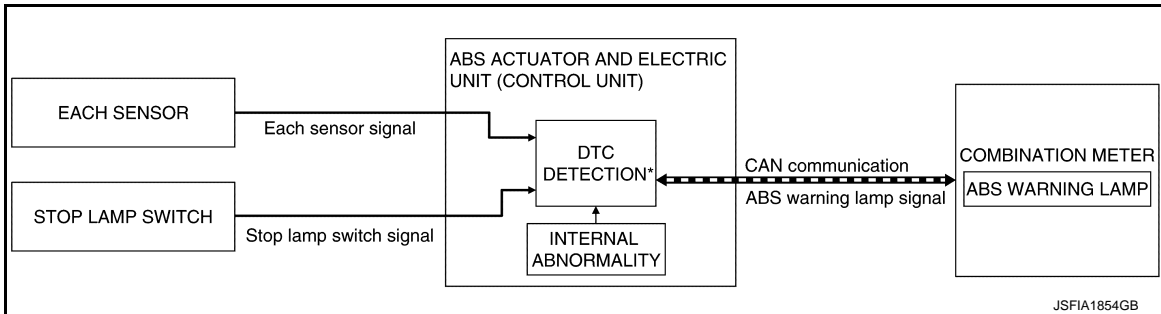 ABS ACTUATOR AND ELECTRIC
UNIT (CONTROL UNIT)
EACH SENSOR
Each sensor signal
STOP LAMP SWITCH
Stop lamp switch signal
DTC
DETECTION*
INTERNAL
ABNORMALITY
CAN communication
ABS warning lamp signal
COMBINATION METER
ABS WARNING LAMP
JSFIA1854GB